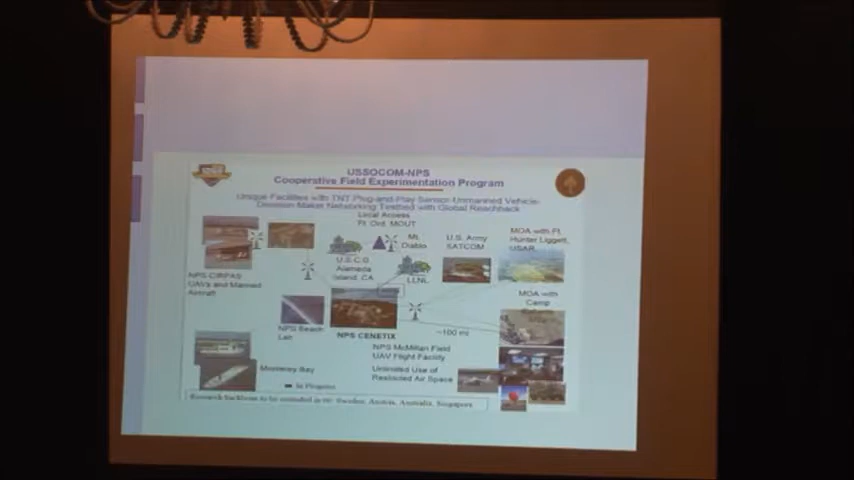 USSOCOM-NPS
Cooperative Field Experimentation Program
Unique Facilities with TNT Plug-and-Play Sensor-Unmanned Vehicle-
Decision Maker Networking Testbed with Global Reachback
Local Access
Ft. Ord MOUT
Mt.
Diablo
U.S. Army
SATCOM
MOA with Ft.
Hunter Liggett,
USAR
U.S.C.G
Alameda
Island, CA
LLNL
NPS CIRPAS
UAVs and Manned
Aircraft
MOA with
Camp
NPS Beach
Lab
NPS CENETIX
~100 mi
NPS McMillan Field
UAV Flight Facility
Monterey Bay
Unlimited Use of
Restricted Air Space
In Progress
Research backbone to be extended to Sweden, Austria, Australia, Singapore